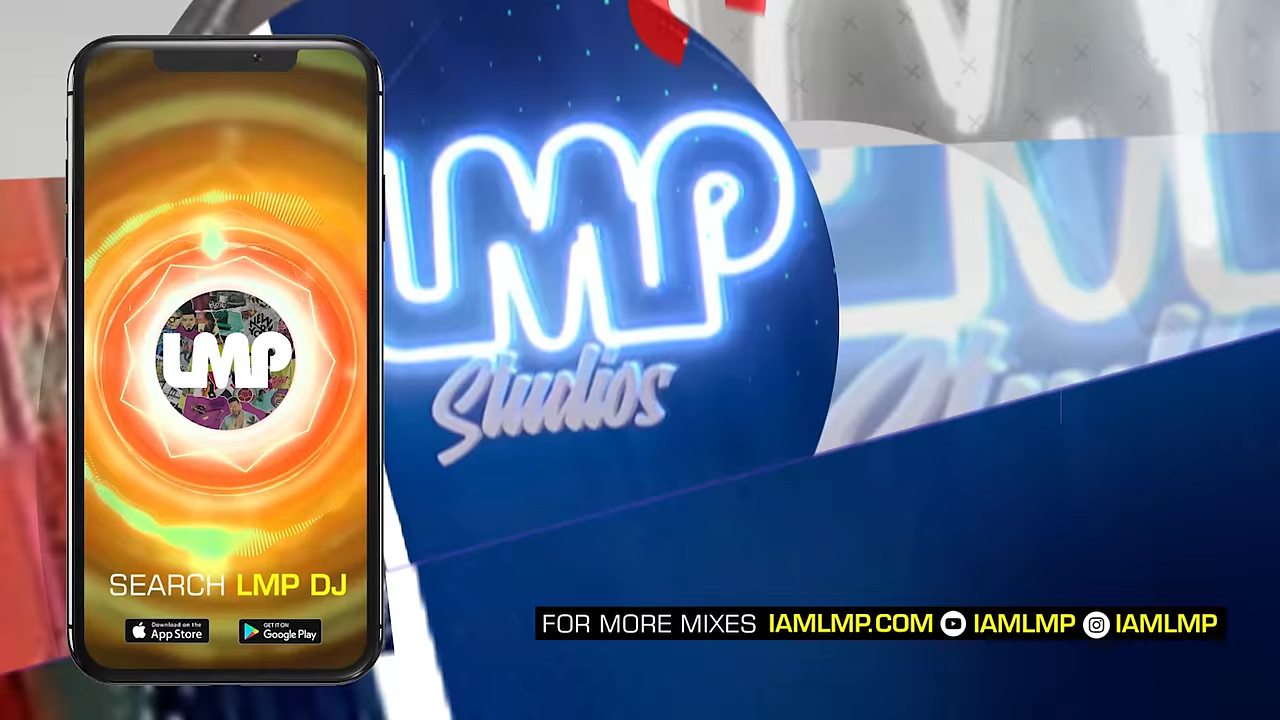 LMP
Studios
LMP
SEARCH LMP DJ
Download on the
App Store
GET IT ON
Google Play
FOR MORE MIXES IAMLMP.COM IAMLMP IAMLMP